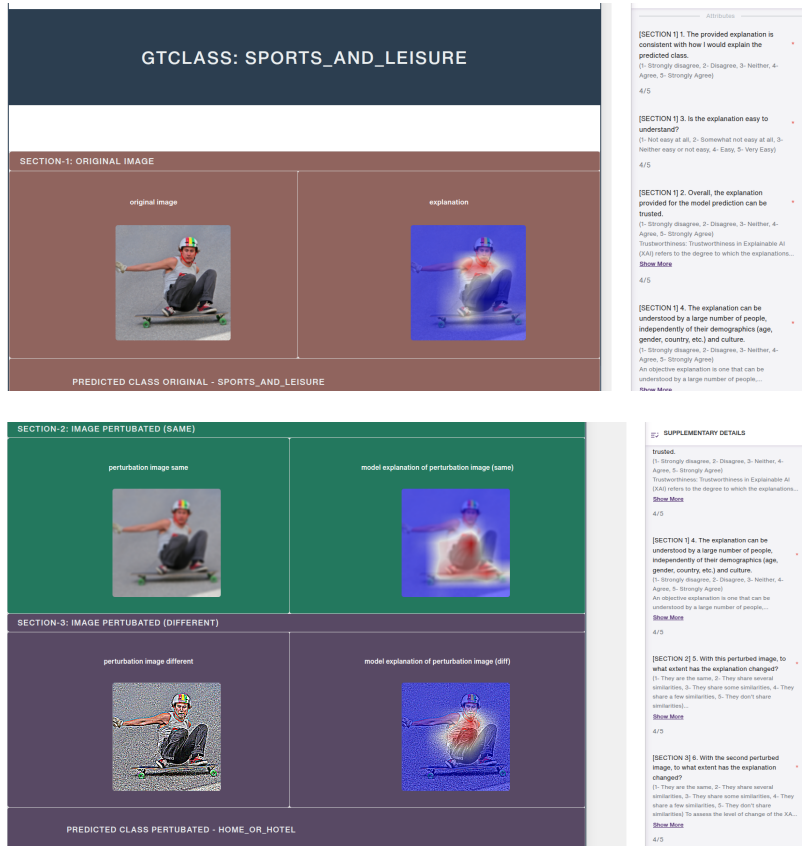 GTCLASS: SPORTS_AND_LEISURE
SECTION-1: ORIGINAL IMAGE
original image
explanation
PREDICTED CLASS ORIGINAL - SPORTS_AND_LEISURE
Attributes
[SECTION 1] 1. The provided explanation is
consistent with how I would explain the
predicted class.
*
(1- Strongly disagree, 2- Disagree, 3- Neither, 4-
Agree, 5- Strongly Agree)
4/5
[SECTION 1] 3. Is the explanation easy to
understand?
*
(1- Not easy at all, 2- Somewhat not easy at all, 3-
Neither easy or not easy, 4- Easy, 5- Very Easy)
4/5
[SECTION 1] 2. Overall, the explanation
provided for the model prediction can be
trusted.
*
(1- Strongly disagree, 2- Disagree, 3- Neither, 4-
Agree, 5- Strongly Agree)
Trustworthiness: Trustworthiness in Explainable AI
(XAI) refers to the degree to which the explanations...
Show More
4/5
[SECTION 1] 4. The explanation can be
understood by a large number of people,
independently of their demographics (age,
gender, country, etc.) and culture.
*
(1- Strongly disagree, 2- Disagree, 3- Neither, 4-
Agree, 5- Strongly Agree)
An objective explanation is one that can be
understood by a large number of people,...
Show More
SECTION-2: IMAGE PERTUBATED (SAME)
perturbation image same
model explanation of perturbation image (same)
SECTION-3: IMAGE PERTUBATED (DIFFERENT)
perturbation image different
model explanation of perturbation image (diff)
PREDICTED CLASS PERTUBATED - HOME_OR_HOTEL
SUPPLEMENTARY DETAILS
trusted.
(1- Strongly disagree, 2- Disagree, 3- Neither, 4-
Agree, 5- Strongly Agree)
Trustworthiness: Trustworthiness in Explainable AI
(XAI) refers to the degree to which the explanations...
Show More
4/5
[SECTION 1] 4. The explanation can be
understood by a large number of people,
independently of their demographics (age,
gender, country, etc.) and culture.
*
(1- Strongly disagree, 2- Disagree, 3- Neither, 4-
Agree, 5- Strongly Agree)
An objective explanation is one that can be
understood by a large number of people,...
Show More
4/5
[SECTION 2] 5. With this perturbed image, to
what extent has the explanation changed?
*
(1- They are the same, 2- They share several
similarities, 3- They share some similarities, 4- They
share a few similarities, 5- They don't share
similarities)...
Show More
4/5
[SECTION 3] 6. With the second perturbed
image, to what extent has the explanation
changed?
*
(1- They are the same, 2- They share several
similarities, 3- They share some similarities, 4- They
share a few similarities, 5- They don't share
similarities) To assess the level of change of the XA...
Show More
4/5